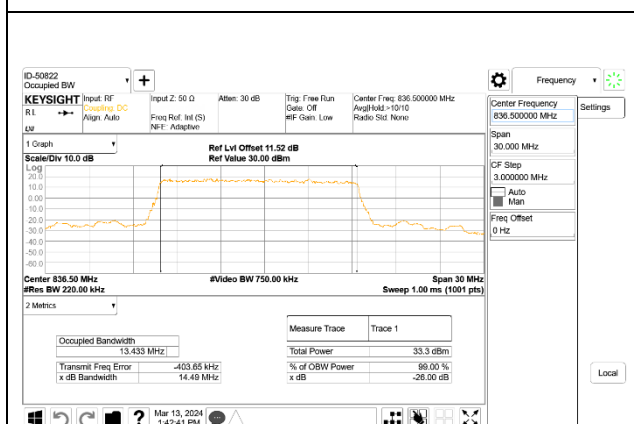 ID-50822
Occupied BW
Frequency
KEYSIGHT Input: RF Input Z: 50 Ω Atten: 30 dB Trig: Free Run Center Freq: 836.500000 MHz
RL Coupling: DC Gate: Off Avg|Hold:>10/10
Align: Auto Freq Ref: Int (S) #IF Gain: Low Radio Std: None
NFE: Adaptive
Center Frequency
836.500000 MHz
Settings
Span
30.000 MHz
CF Step
3.000000 MHz
Auto
Man
Freq Offset
0 Hz
1 Graph
Ref Lvl Offset 11.52 dB
Scale/Div 10.0 dB Ref Value 30.00 dBm
Log
20.0
10.0
0.00
-10.0
-20.0
-30.0
-40.0
-50.0
-60.0
Center 836.50 MHz #Video BW 750.00 kHz Span 30 MHz
#Res BW 220.00 kHz Sweep 1.00 ms (1001 pts)
2 Metrics
Measure Trace Trace 1
Occupied Bandwidth
13.433 MHz Total Power 33.3 dBm
Transmit Freq Error -403.65 kHz % of OBW Power 99.00 %
x dB Bandwidth 14.49 MHz x dB -26.00 dB
Local
? Mar 13, 2024
1:42:41 PM